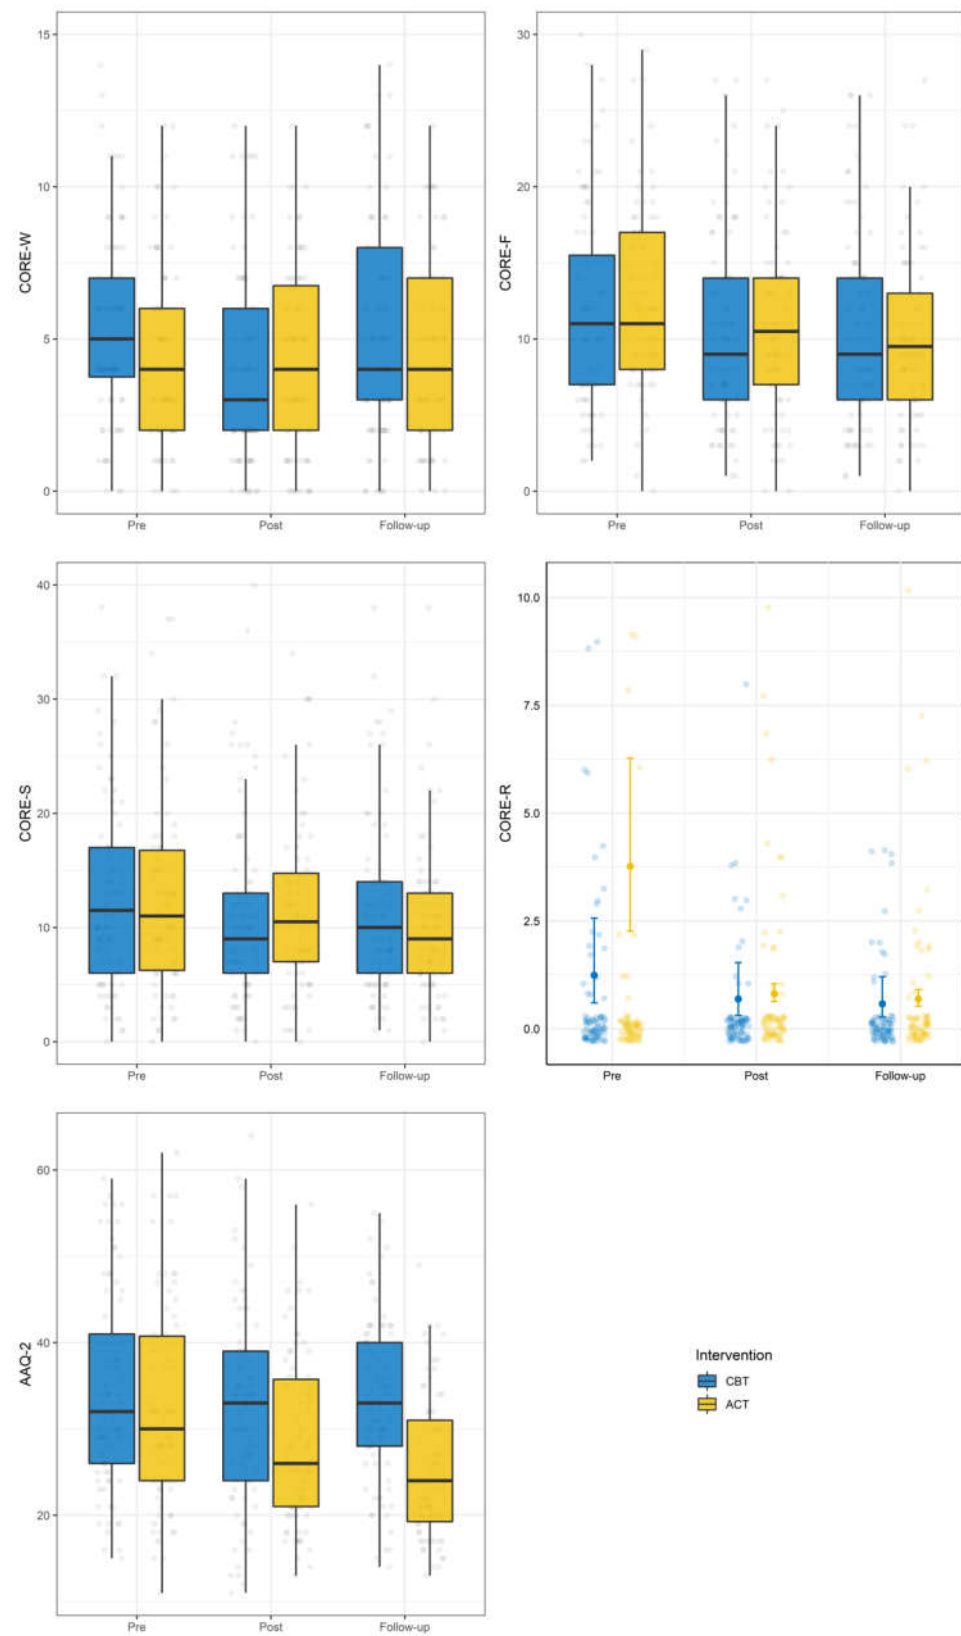 CORE-W
15
10
5
0
Pre Post Follow-up
CORE-F
30
20
10
0
Pre Post Follow-up
CORE-S
40
30
20
10
0
Pre Post Follow-up
CORE-R
10.0
7.5
5.0
2.5
0.0
Pre Post Follow-up
AAQ-2
60
40
20
Pre Post Follow-up
Intervention
CBT
ACT